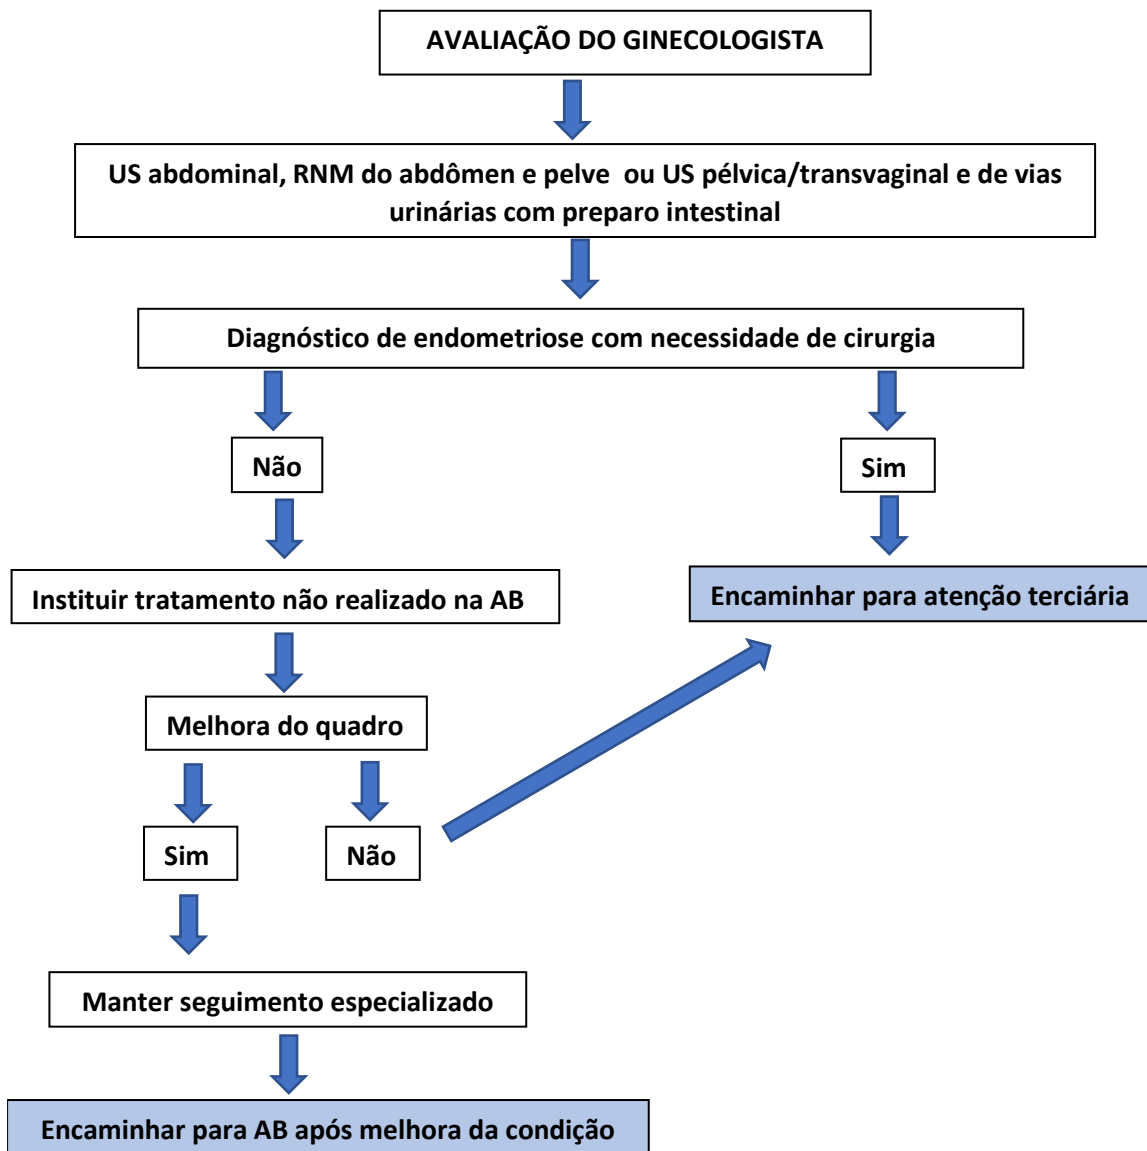 AVALIAÇÃO DO GINECOLOGISTA
US abdominal, RNM do abdômen e pelve ou US pélvica/transvaginal e de vias
urinárias com preparo intestinal
Diagnóstico de endometriose com necessidade de cirurgia
Não
Sim
Instituir tratamento não realizado na AB
Encaminhar para atenção terciária
Melhora do quadro
Sim
Não
Manter seguimento especializado
Encaminhar para AB após melhora da condição